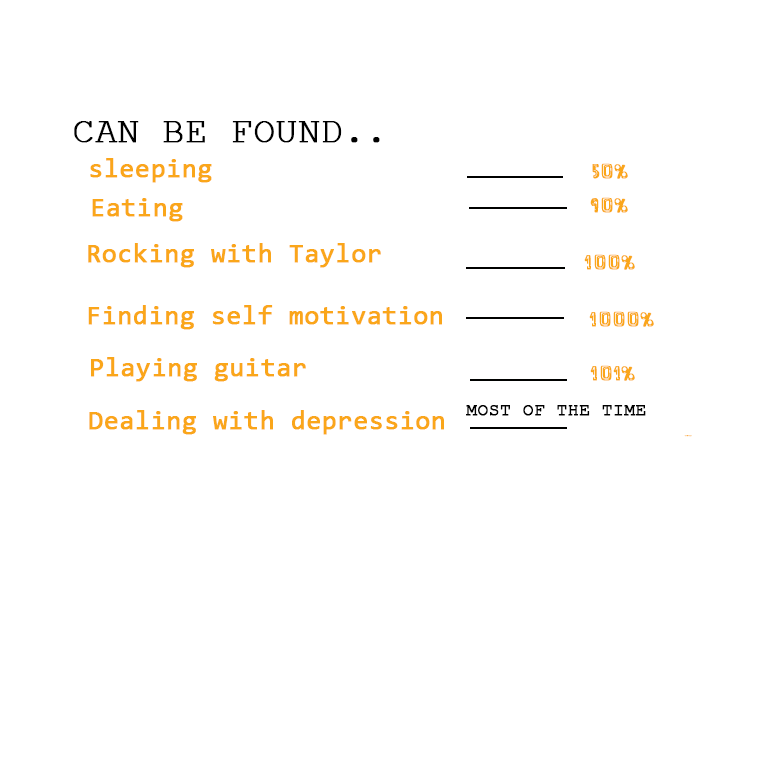 CAN BE FOUND..
sleeping 50%
Eating 90%
Rocking with Taylor 100%
Finding self motivation 1000%
Playing guitar 101%
MOST OF THE TIME
Dealing with depression